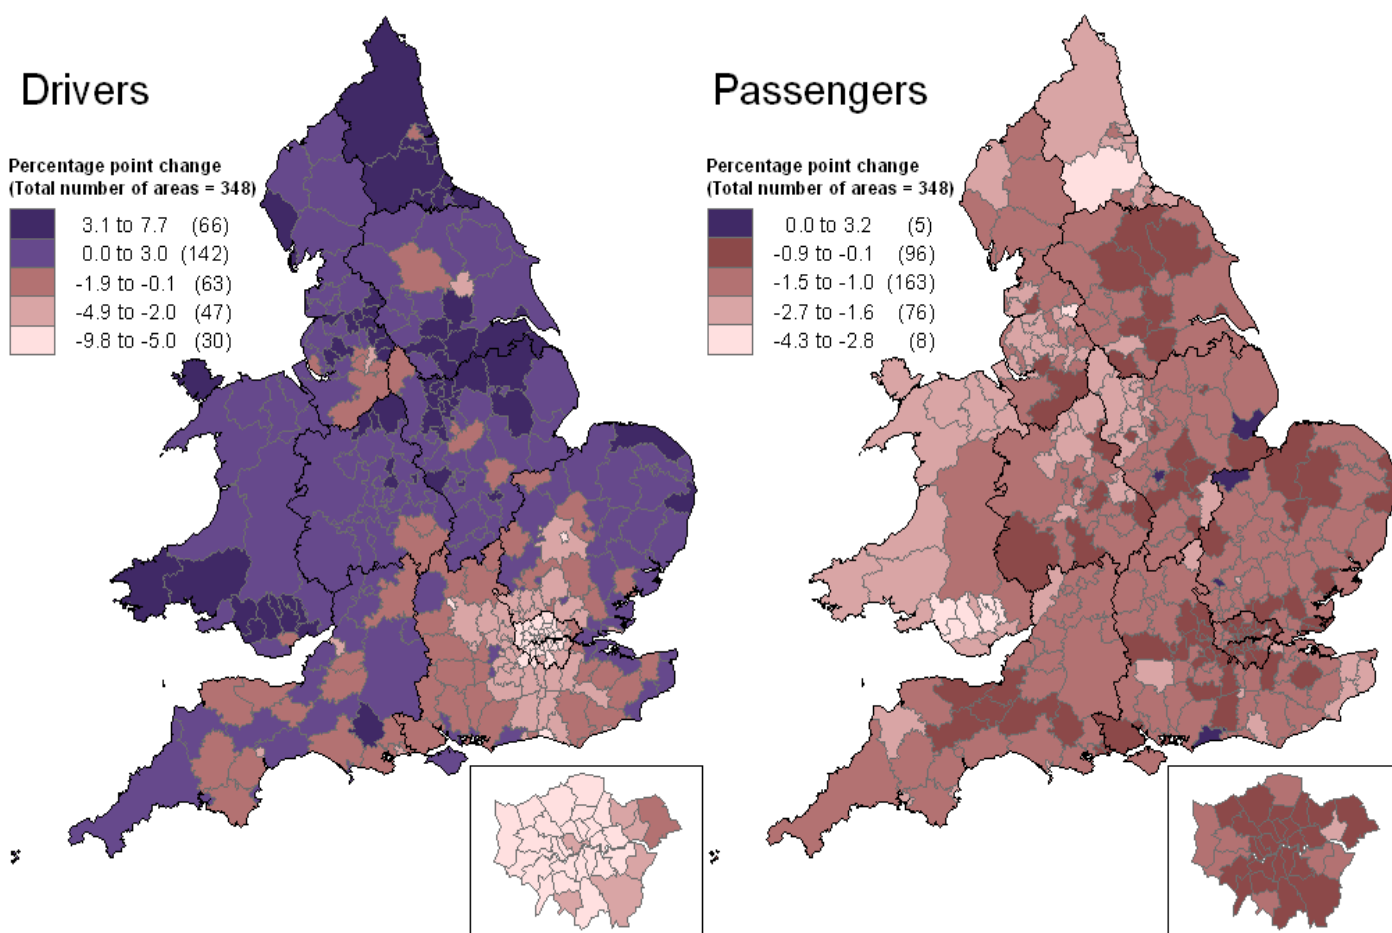 Drivers
Percentage point change
(Total number of areas = 348)
3.1 to 7.7 (66)
0.0 to 3.0 (142)
-1.9 to -0.1 (63)
-4.9 to -2.0 (47)
-9.8 to -5.0 (30)
Passengers
Percentage point change
(Total number of areas = 348)
0.0 to 3.2 (5)
-0.9 to -0.1 (96)
-1.5 to -1.0 (163)
-2.7 to -1.6 (76)
-4.3 to -2.8 (8)